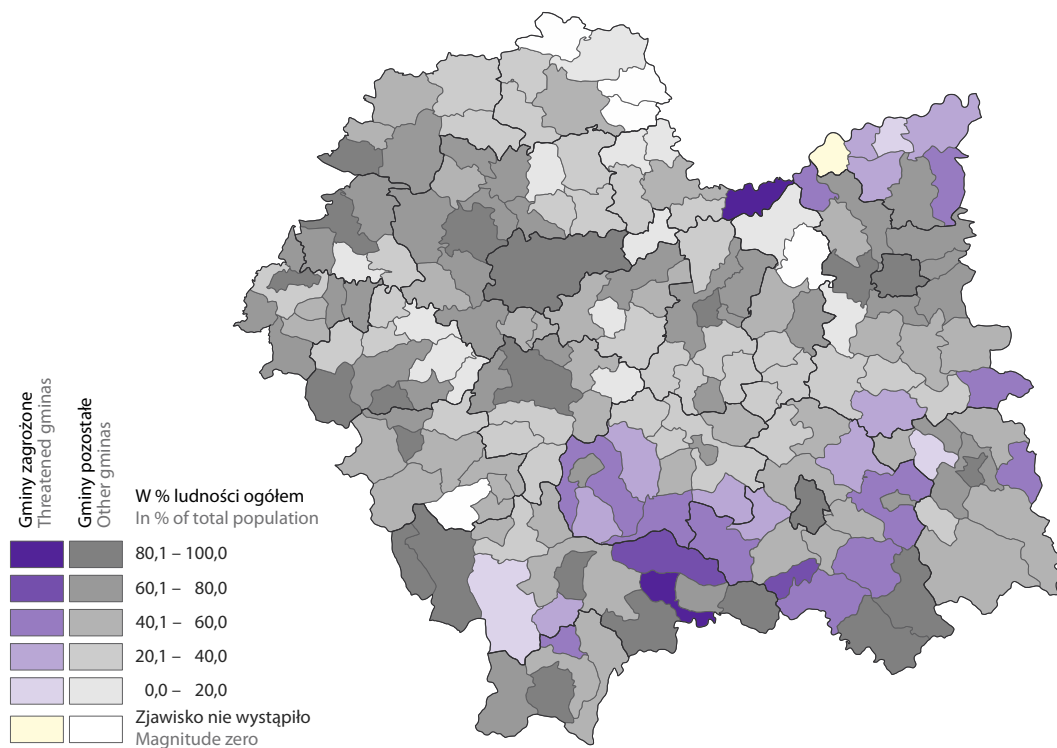 Gminy zagrożone
Threatened gminas
Gminy pozostałe
Other gminas
W % ludności ogółem
In % of total population
80,1 – 100,0
60,1 – 80,0
40,1 – 60,0
20,1 – 40,0
0,0 – 20,0
Zjawisko nie wystąpiło
Magnitude zero